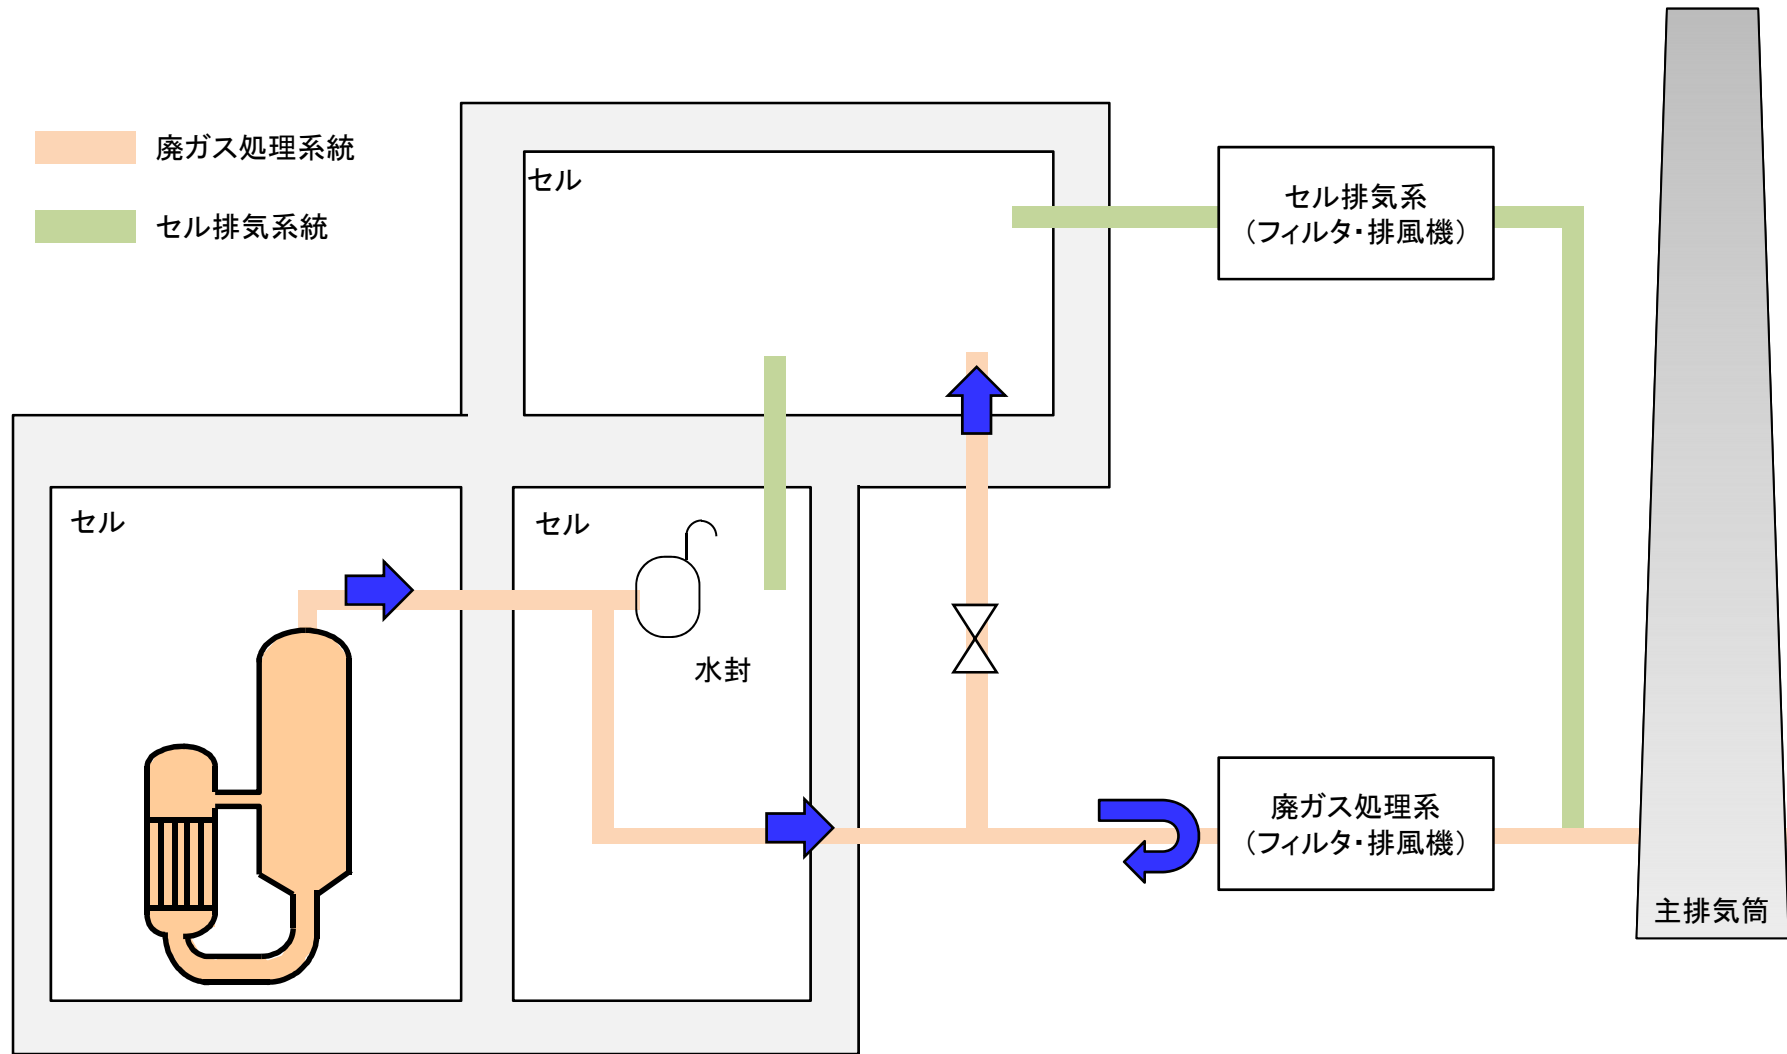 廃ガス処理系統
セル排気系統
セル
セル排気系
（フィルタ・排風機）
セル
セル
水封
廃ガス処理系
（フィルタ・排風機）
主排気筒